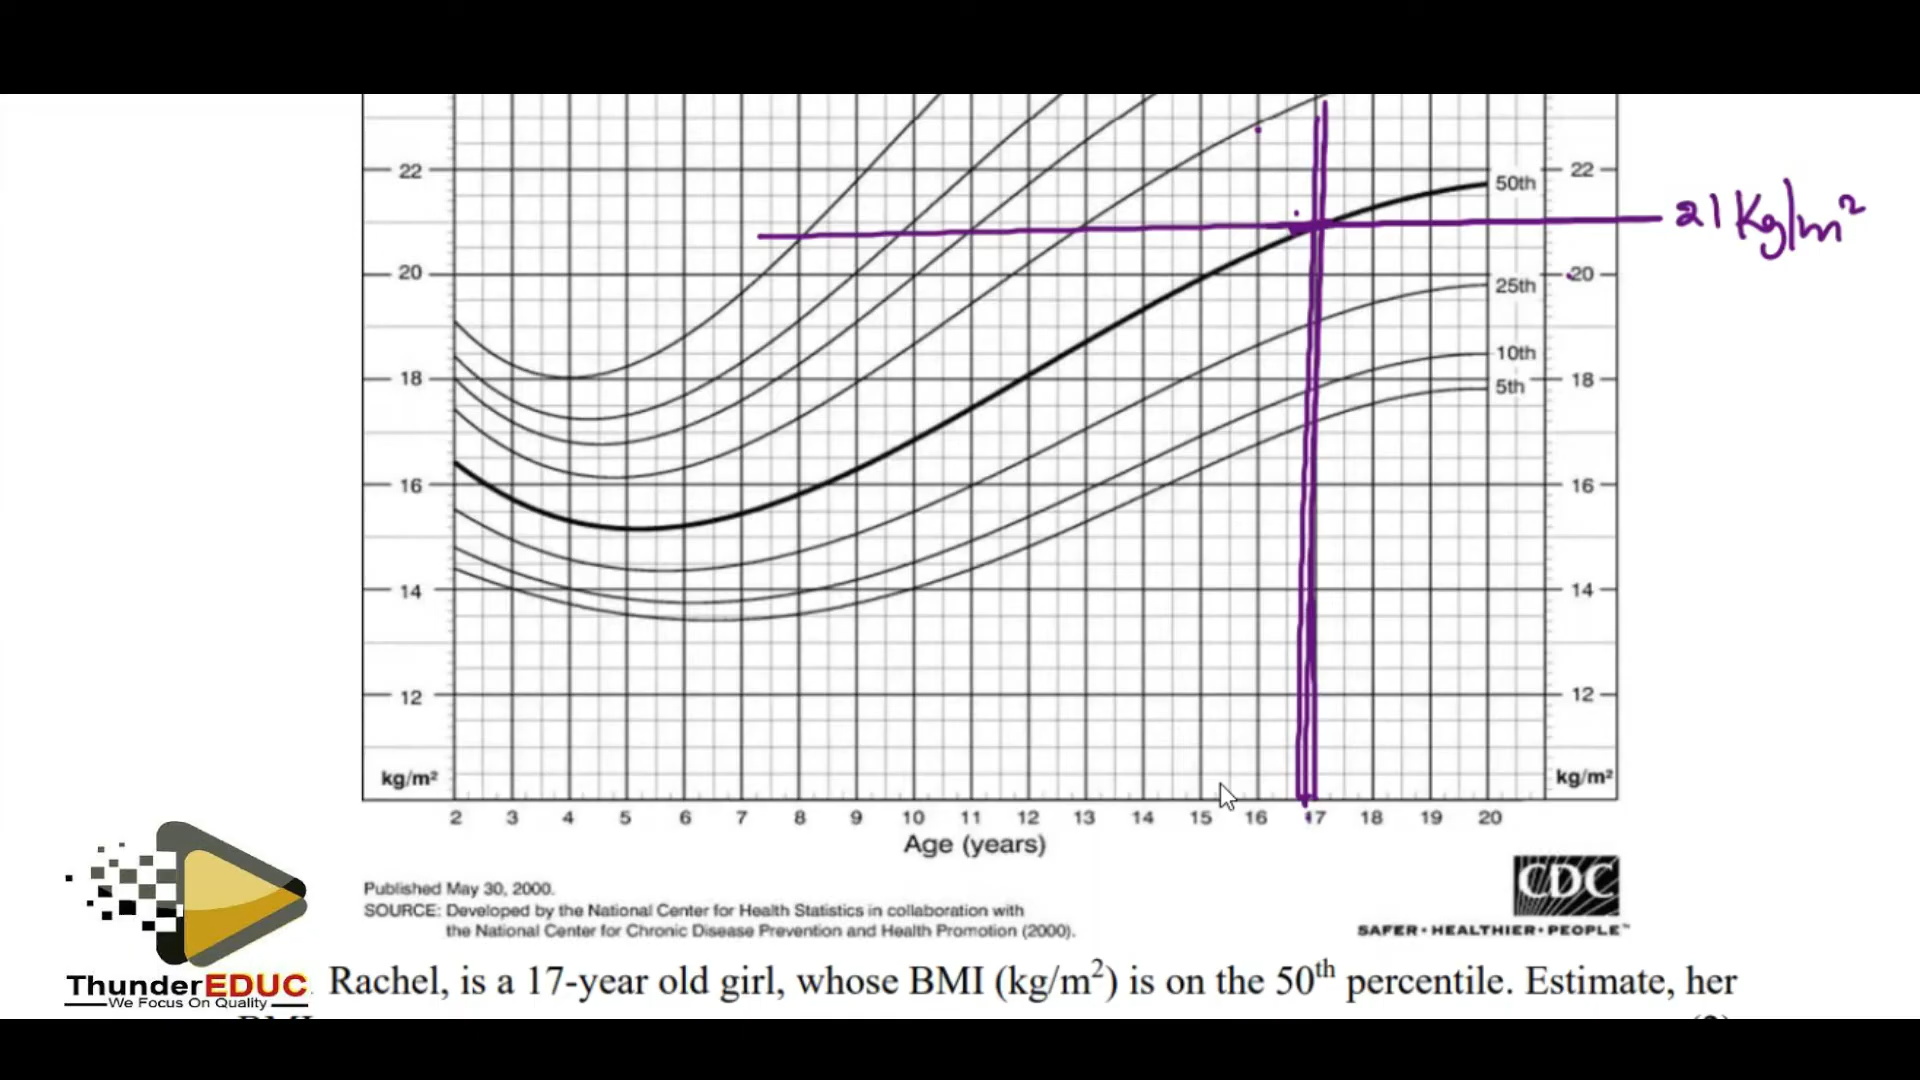 22 22
50th
21 Kg/m²
20 20
25th
10th
18 18
5th
16 16
14 14
12 12
kg/m² kg/m²
2 3 4 5 6 7 8 9 10 11 12 13 14 15 16 17 18 19 20
Age (years)
Published May 30, 2000.
SOURCE: Developed by the National Center for Health Statistics in collaboration with
the National Center for Chronic Disease Prevention and Health Promotion (2000).
CDC
SAFER • HEALTHIER • PEOPLE™
ThunderEDUC
We Focus On Quality
Rachel, is a 17-year old girl, whose BMI (kg/m²) is on the 50th percentile. Estimate, her